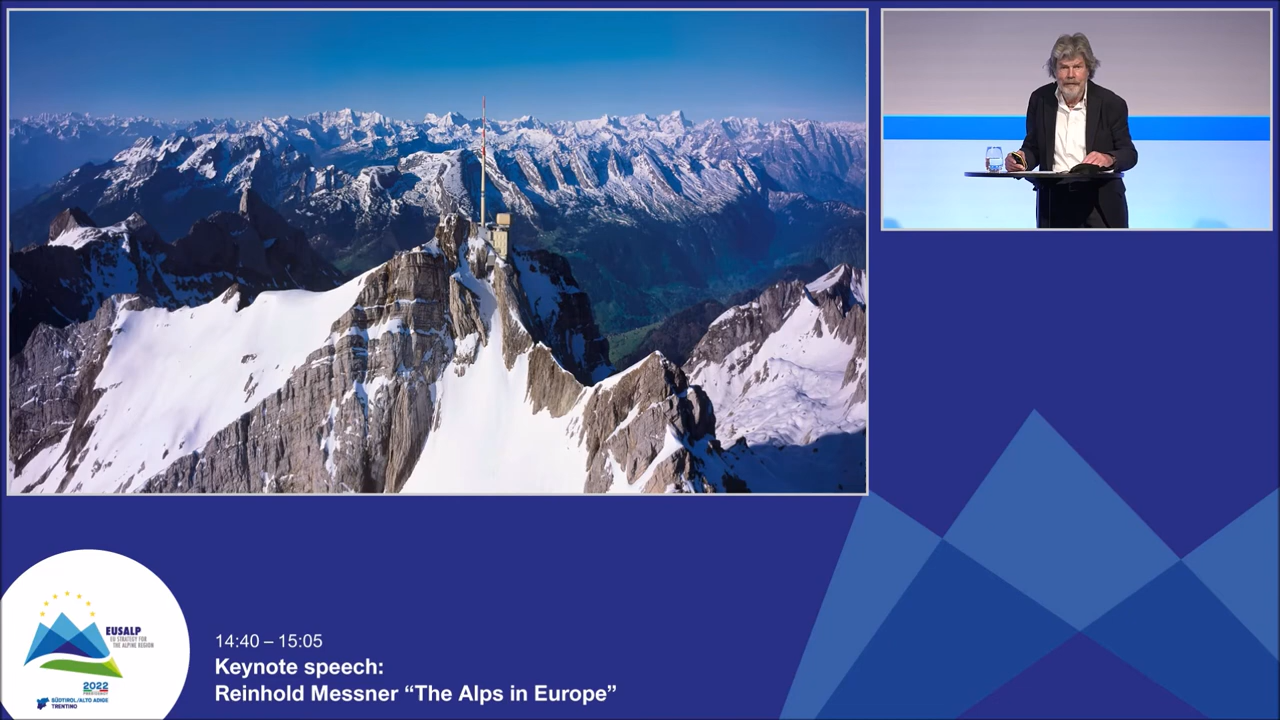 14:40 – 15:05
Keynote speech:
Reinhold Messner “The Alps in Europe”
EUSALP
EU STRATEGY FOR
THE ALPINE REGION
2022
PRESIDENCY
SÜDTIROL/ALTO ADIGE
TRENTINO